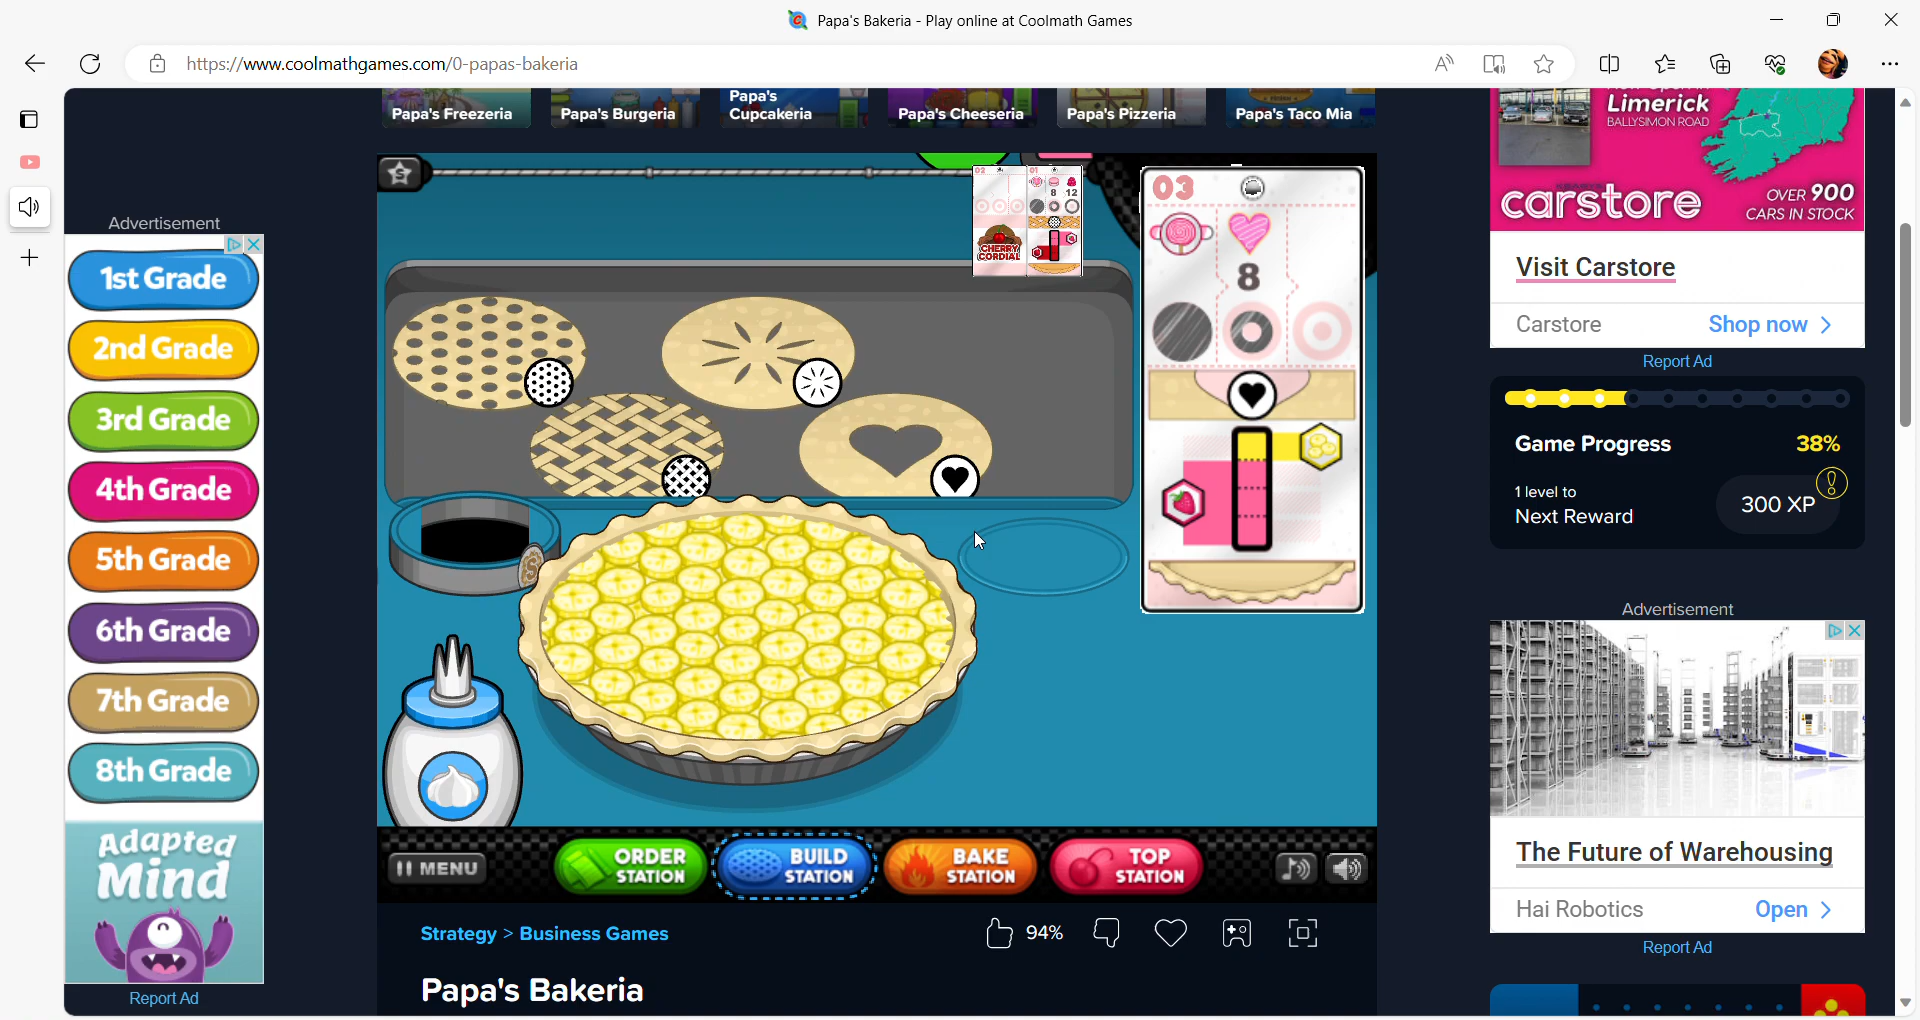 Papa's Bakeria - Play online at Coolmath Games
https://www.coolmathgames.com/0-papas-bakeria
Papa's Freezeria
Papa's Burgeria
Papa's
Cupcakeria
Papa's Cheeseria
Papa's Pizzeria
Papa's Taco Mia
Advertisement
1st Grade
2nd Grade
3rd Grade
4th Grade
5th Grade
6th Grade
7th Grade
8th Grade
Adapted
Mind
Report Ad
02
CHERRY
CORDIAL
01
8 12
03
8
MENU
ORDER
STATION
BUILD
STATION
BAKE
STATION
TOP
STATION
Strategy > Business Games
94%
Papa's Bakeria
Limerick
BALLYSIMON ROAD
carstore
OVER 900
CARS IN STOCK
Visit Carstore
Carstore
Shop now
Report Ad
Game Progress
38%
1 level to
Next Reward
300 XP
Advertisement
The Future of Warehousing
Hai Robotics
Open
Report Ad